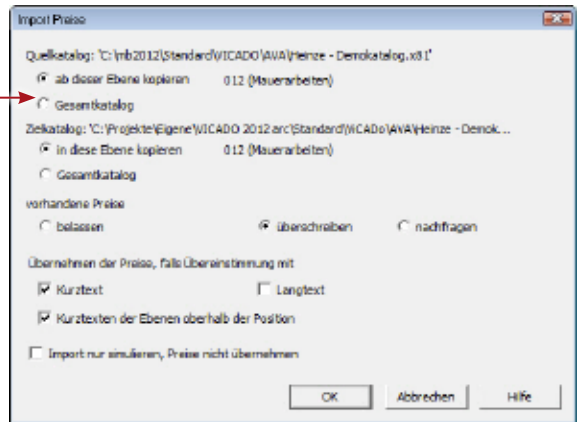 Import Preise
Quellkatalog: 'C:\mb2012\Standard\VICADO\AVA\Heinze - Demokatalog.x81'
ab dieser Ebene kopieren 012 (Mauerarbeiten)
Gesamtkatalog
Zielkatalog: 'C:\Projekte\Eigene\VICADO 2012 arc\Standard\ViCADo\AVA\Heinze - Demok...
in diese Ebene kopieren 012 (Mauerarbeiten)
Gesamtkatalog
vorhandene Preise
belassen überschreiben nachfragen
Übernehmen der Preise, falls Übereinstimmung mit
Kurztext Langtext
Kurztexten der Ebenen oberhalb der Position
Import nur simulieren, Preise nicht übernehmen
OK Abbrechen Hilfe